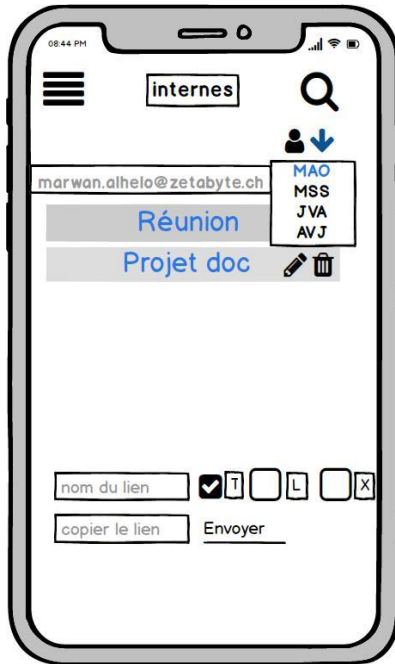 08:44 PM
internes
marwan.alhelo@zetabyte.ch
MAO
MSS
JVA
AVJ
Réunion
Projet doc
nom du lien
T
L
X
copier le lien
Envoyer